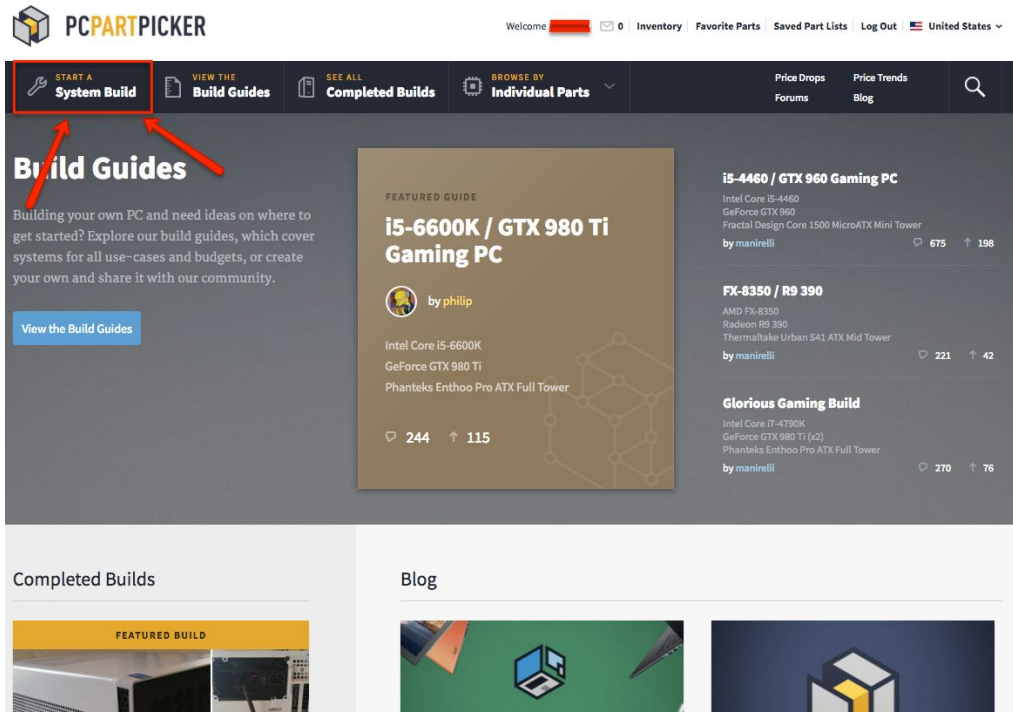 PCPARTPICKER
Welcome
0
Inventory
Favorite Parts
Saved Part Lists
Log Out
United States
START A
System Build
VIEW THE
Build Guides
SEE ALL
Completed Builds
BROWSE BY
Individual Parts
Price Drops
Price Trends
Forums
Blog
Build Guides
Building your own PC and need ideas on where to
get started? Explore our build guides, which cover
systems for all use-cases and budgets, or create
your own and share it with our community.
View the Build Guides
FEATURED GUIDE
i5-6600K / GTX 980 Ti
Gaming PC
by philip
Intel Core i5-6600K
GeForce GTX 980 Ti
Phanteks Enthoo Pro ATX Full Tower
244
115
i5-4460 / GTX 960 Gaming PC
Intel Core i5-4460
GeForce GTX 960
Fractal Design Core 1500 MicroATX Mini Tower
by manirelli
675
198
FX-8350 / R9 390
AMD FX-8350
Radeon R9 390
Thermaltake Urban S41 ATX Mid Tower
by manirelli
221
42
Glorious Gaming Build
Intel Core i7-4790K
GeForce GTX 980 Ti (x2)
Phanteks Enthoo Pro ATX Full Tower
by manirelli
270
76
Completed Builds
Blog
FEATURED BUILD